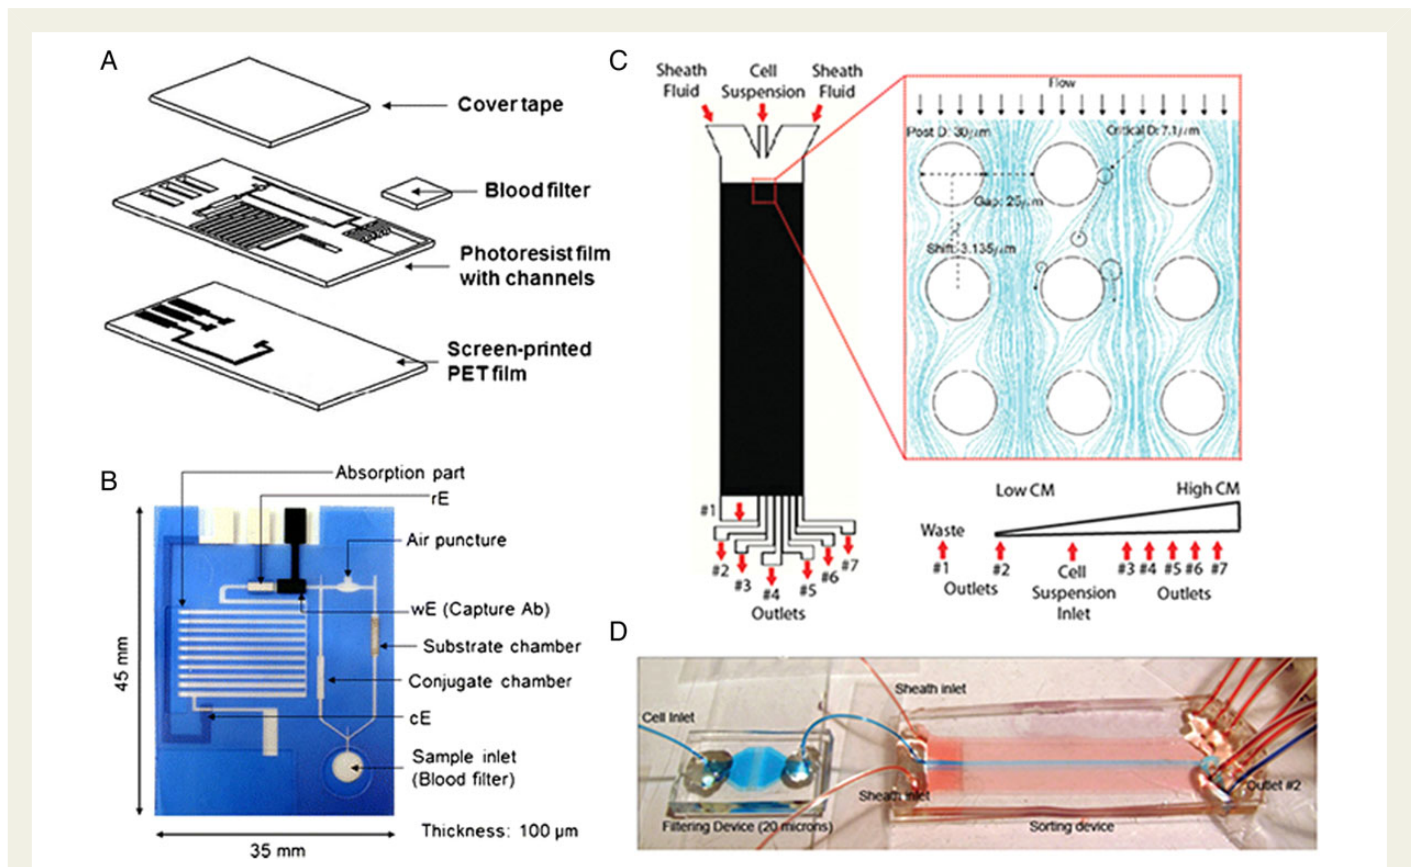 A
Cover tape
Blood filter
Photoresist film
with channels
Screen-printed
PET film
B
Absorption part
rE
Air puncture
wE (Capture Ab)
Substrate chamber
Conjugate chamber
cE
Sample inlet
(Blood filter)
45 mm
35 mm
Thickness: 100 µm
C
Sheath
Fluid
Cell
Suspension
Sheath
Fluid
Flow
Post D: 30µm
Critical D: 7.1µm
Gap: 25µm
Shift: 3.135µm
#1
#2
#3
#4
#5
#6
#7
Outlets
Low CM
High CM
Waste
#1
Outlets
#2
Cell
Suspension
Inlet
#3 #4 #5 #6 #7
Outlets
D
Cell Inlet
Sheath inlet
Sheath inlet
Outlet #2
Filtering Device (20 microns)
Sorting device